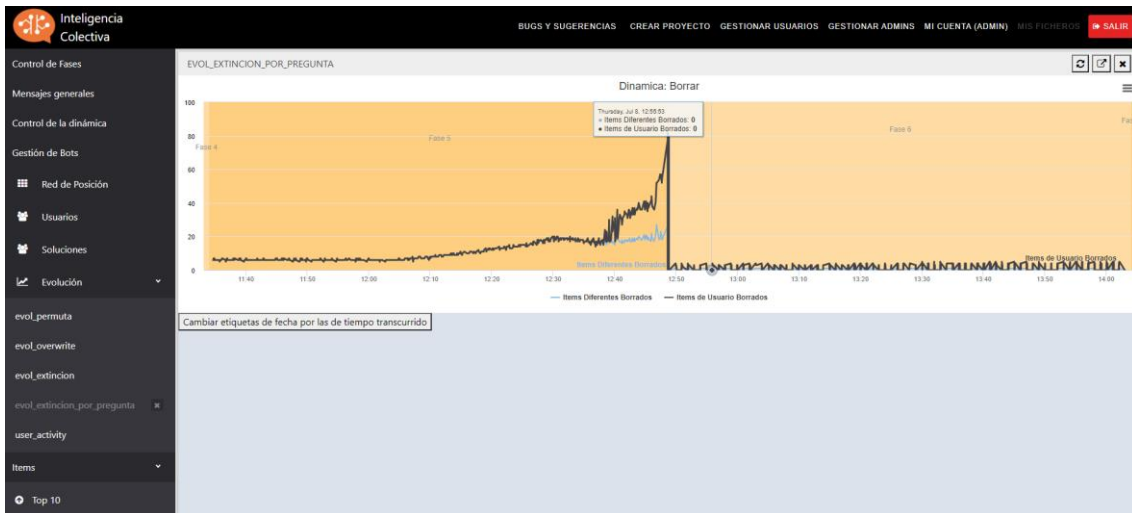 Inteligencia
Colectiva
BUGS Y SUGERENCIAS CREAR PROYECTO GESTIONAR USUARIOS GESTIONAR ADMINS MI CUENTA (ADMIN) MIS FICHEROS SALIR
Control de Fases
Mensajes generales
Control de la dinámica
Gestión de Bots
Red de Posición
Usuarios
Soluciones
Evolución
evol_permuta
evol_overwrite
evol_extincion
evol_extincion_por_pregunta
user_activity
Items
Top 10
EVOL_EXTINCION_POR_PREGUNTA
Dinamica: Borrar
100
80
60
40
20
0
Fase 4
Fase 5
Fase 6
Thursday, Jul 8, 12:55:53
Items Diferentes Borrados: 0
Items de Usuario Borrados: 0
Items Diferentes Borrados
Items de Usuario Borrados
11:40 11:50 12:00 12:10 12:20 12:30 12:40 12:50 13:00 13:10 13:20 13:30 13:40 13:50 14:00
Items Diferentes Borrados Items de Usuario Borrados
Cambiar etiquetas de fecha por las de tiempo transcurrido